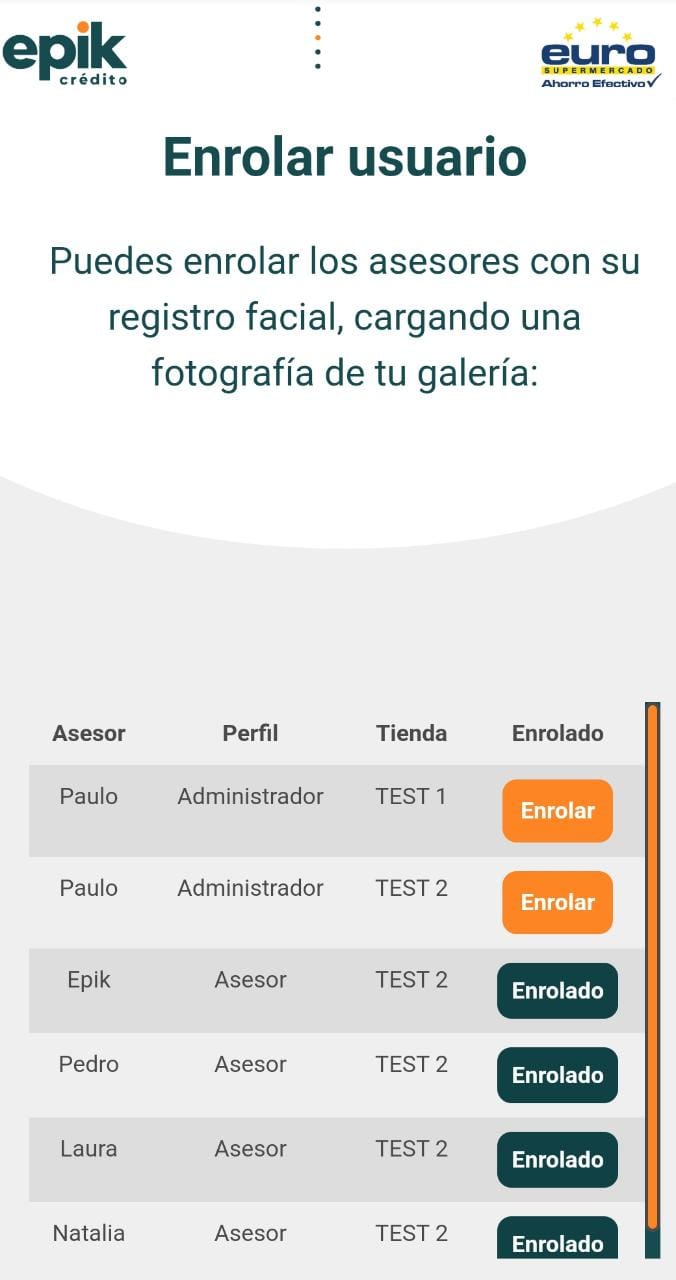 epik
crédito
euro
SUPERMERCADO
Ahorro Efectivo
Enrolar usuario
Puedes enrolar los asesores con su
registro facial, cargando una
fotografía de tu galería:
Asesor Perfil Tienda Enrolado
Paulo Administrador TEST 1 Enrolar
Paulo Administrador TEST 2 Enrolar
Epik Asesor TEST 2 Enrolado
Pedro Asesor TEST 2 Enrolado
Laura Asesor TEST 2 Enrolado
Natalia Asesor TEST 2 Enrolado